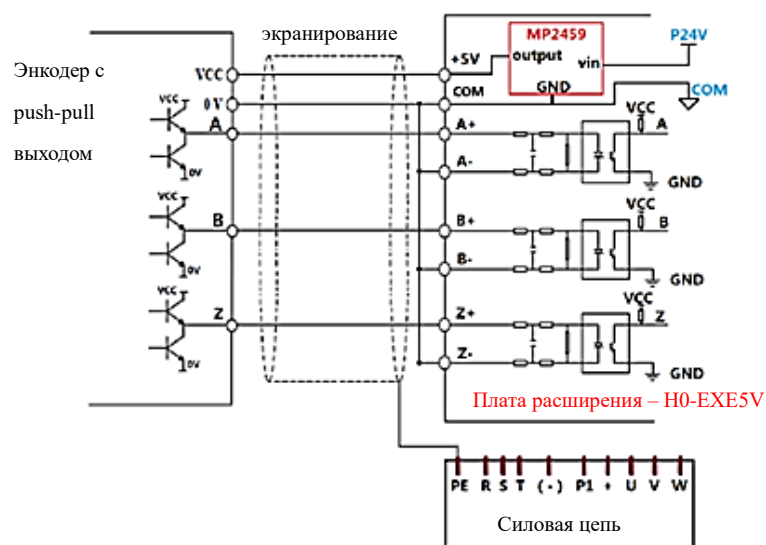 экранирование
Энкодер с
push-pull
выходом
VCC
0V
A
B
Z
VCC
0V
VCC
0V
VCC
0V
+5V
COM
A+
A-
B+
B-
Z+
Z-
MP2459
output
vin
GND
P24V
COM
VCC
A
GND
VCC
B
GND
VCC
Z
GND
Плата расширения – H0-EXE5V
PE R S T (-) P1 + U V W
Силовая цепь